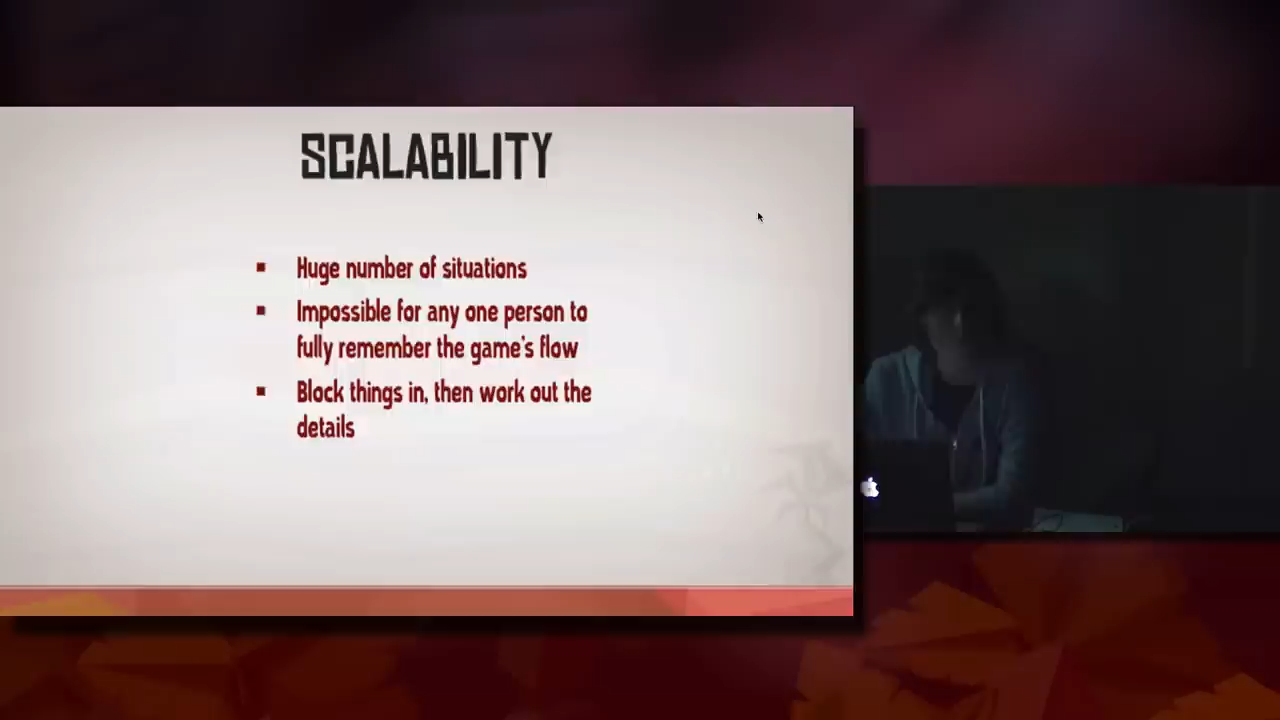 SCALABILITY
Huge number of situations
Impossible for any one person to
fully remember the game's flow
Block things in, then work out the
details